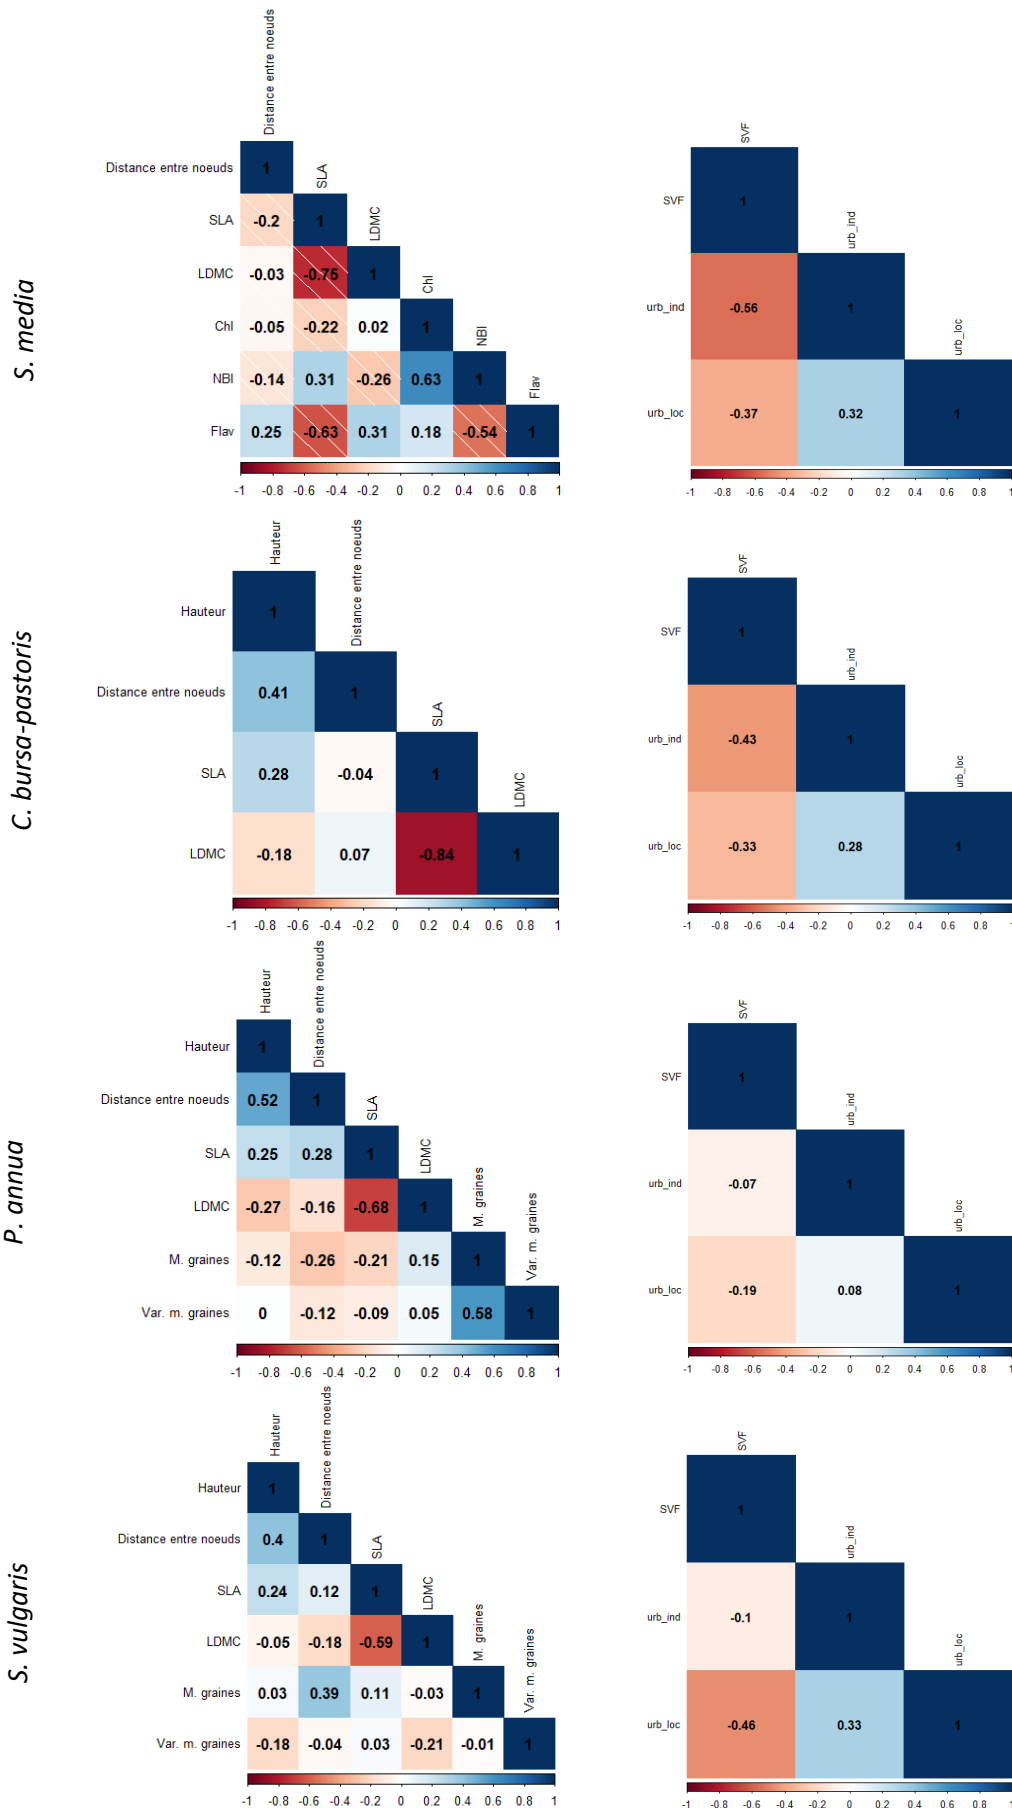 S. media
Distance entre noeuds
SLA
LDMC
Chl
NBI
Flav
Distance entre noeuds 1
SLA -0.2 1
LDMC -0.03 -0.75 1
Chl -0.05 -0.22 0.02 1
NBI -0.14 0.31 -0.26 0.63 1
Flav 0.25 -0.63 0.31 0.18 -0.54 1
-1 -0.8 -0.6 -0.4 -0.2 0 0.2 0.4 0.6 0.8 1
SVF
urb_ind
urb_loc
SVF 1
urb_ind -0.56 1
urb_loc -0.37 0.32 1
-1 -0.8 -0.6 -0.4 -0.2 0 0.2 0.4 0.6 0.8 1
C. bursa-pastoris
Hauteur
Distance entre noeuds
SLA
LDMC
Hauteur 1
Distance entre noeuds 0.41 1
SLA 0.28 -0.04 1
LDMC -0.18 0.07 -0.84 1
-1 -0.8 -0.6 -0.4 -0.2 0 0.2 0.4 0.6 0.8 1
SVF
urb_ind
urb_loc
SVF 1
urb_ind -0.43 1
urb_loc -0.33 0.28 1
-1 -0.8 -0.6 -0.4 -0.2 0 0.2 0.4 0.6 0.8 1
P. annua
Hauteur
Distance entre noeuds
SLA
LDMC
M. graines
Var. m. graines
Hauteur 1
Distance entre noeuds 0.52 1
SLA 0.25 0.28 1
LDMC -0.27 -0.16 -0.68 1
M. graines -0.12 -0.26 -0.21 0.15 1
Var. m. graines 0 -0.12 -0.09 0.05 0.58 1
-1 -0.8 -0.6 -0.4 -0.2 0 0.2 0.4 0.6 0.8 1
SVF
urb_ind
urb_loc
SVF 1
urb_ind -0.07 1
urb_loc -0.19 0.08 1
-1 -0.8 -0.6 -0.4 -0.2 0 0.2 0.4 0.6 0.8 1
S. vulgaris
Hauteur
Distance entre noeuds
SLA
LDMC
M. graines
Var. m. graines
Hauteur 1
Distance entre noeuds 0.4 1
SLA 0.24 0.12 1
LDMC -0.05 -0.18 -0.59 1
M. graines 0.03 0.39 0.11 -0.03 1
Var. m. graines -0.18 -0.04 0.03 -0.21 -0.01 1
-1 -0.8 -0.6 -0.4 -0.2 0 0.2 0.4 0.6 0.8 1
SVF
urb_ind
urb_loc
SVF 1
urb_ind -0.1 1
urb_loc -0.46 0.33 1
-1 -0.8 -0.6 -0.4 -0.2 0 0.2 0.4 0.6 0.8 1